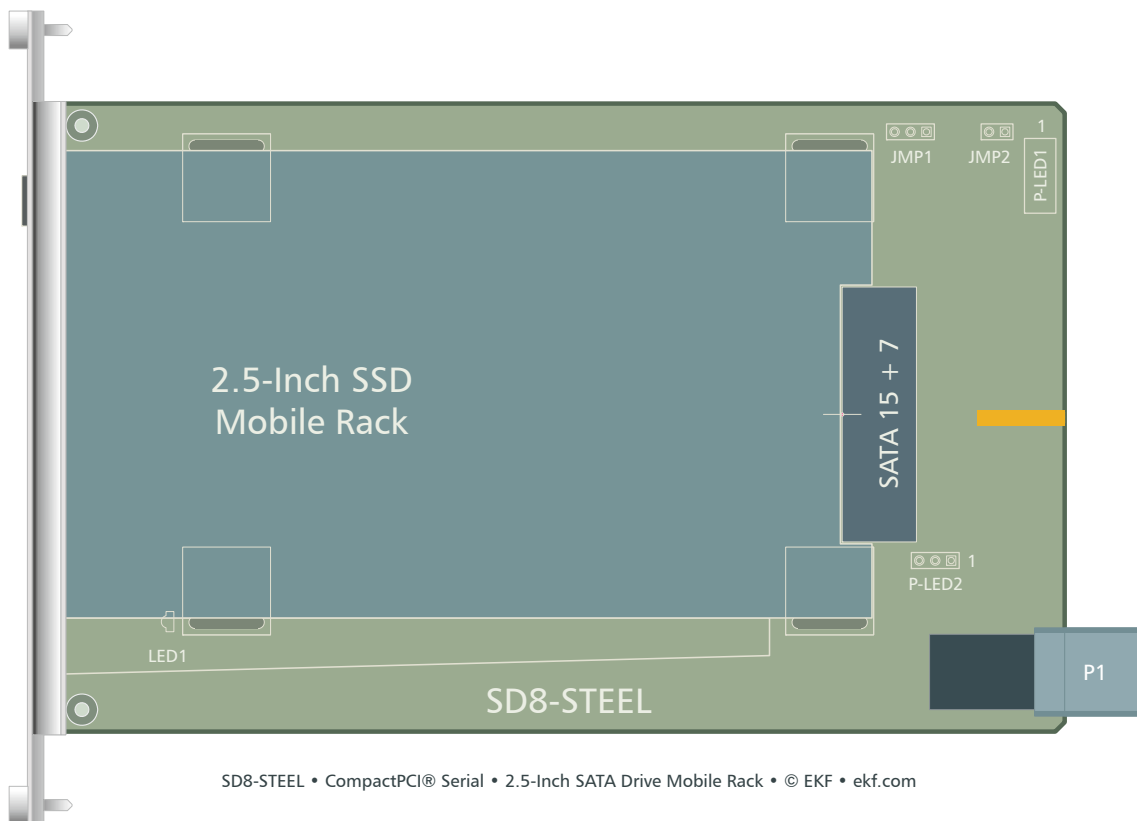 1
JMP1
JMP2
P-LED1
2.5-Inch SSD
Mobile Rack
SATA 15 + 7
1
P-LED2
LED1
P1
SD8-STEEL
SD8-STEEL • CompactPCI® Serial • 2.5-Inch SATA Drive Mobile Rack • © EKF • ekf.com